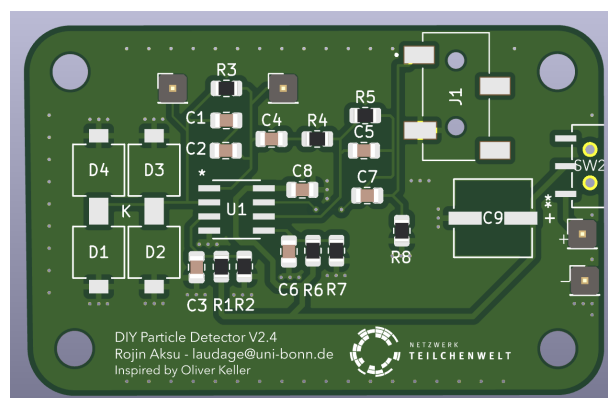 R3
C1
C4
R4
R5
J1
C2
C5
D4
D3
*
C8
C7
SW2
K
U1
C9
**
+
D1
D2
R8
+
C3
R1
R2
C6
R6
R7
-
DIY Particle Detector V2.4
Rojin Aksu - laudage@uni-bonn.de
Inspired by Oliver Keller
NETZWERK
TEILCHENWELT